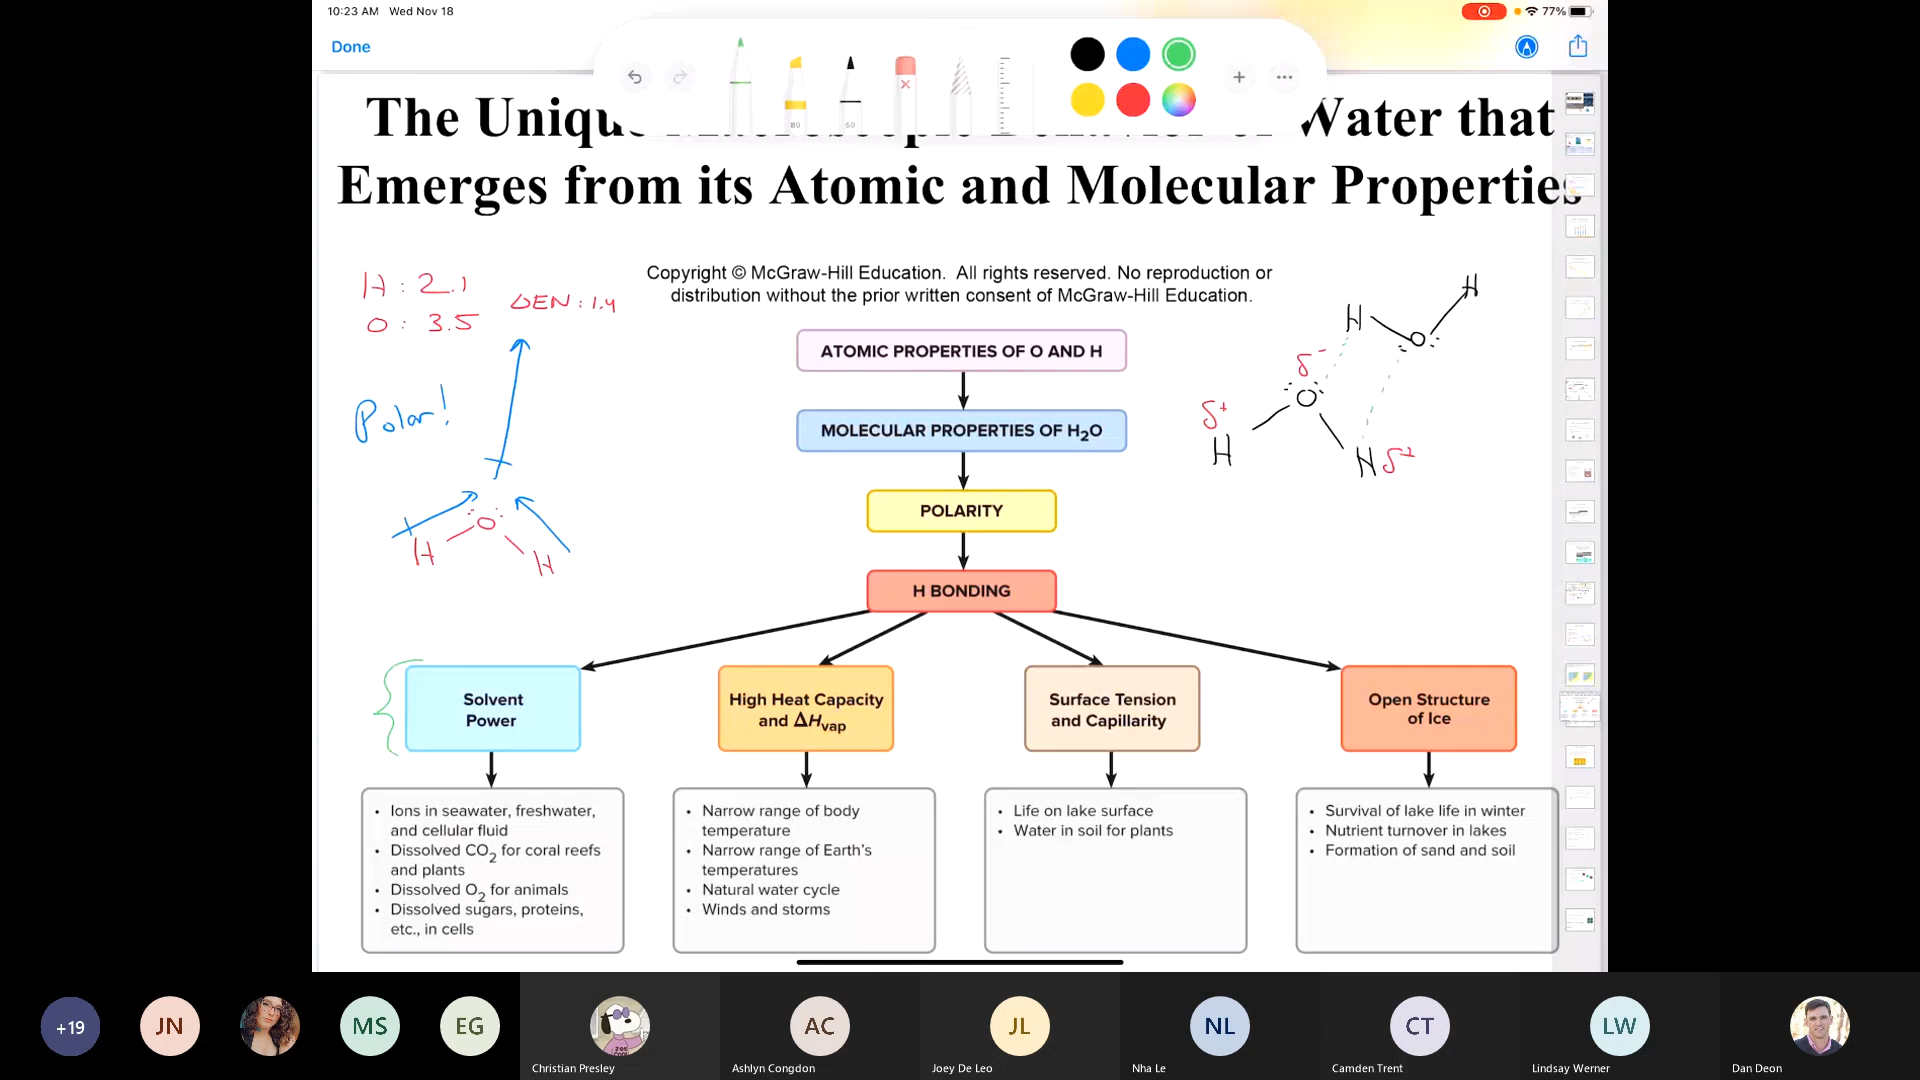 10:23 AM Wed Nov 18
77%
Done
80
50
The Unique Macroscopic Behavior of Water that
Emerges from its Atomic and Molecular Properties
Copyright © McGraw-Hill Education. All rights reserved. No reproduction or
distribution without the prior written consent of McGraw-Hill Education.
H : 2.1
O : 3.5
ΔEN : 1.4
Polar!
H O H
H O H
δ-
δ+
O
H H δ+
ATOMIC PROPERTIES OF O AND H
MOLECULAR PROPERTIES OF H2O
POLARITY
H BONDING
Solvent
Power
High Heat Capacity
and ΔHvap
Surface Tension
and Capillarity
Open Structure
of Ice
• Ions in seawater, freshwater,
and cellular fluid
• Dissolved CO2 for coral reefs
and plants
• Dissolved O2 for animals
• Dissolved sugars, proteins,
etc., in cells
• Narrow range of body
temperature
• Narrow range of Earth's
temperatures
• Natural water cycle
• Winds and storms
• Life on lake surface
• Water in soil for plants
• Survival of lake life in winter
• Nutrient turnover in lakes
• Formation of sand and soil
+19
JN
MS
EG
AC
JL
NL
CT
LW
Christian Presley
Ashlyn Congdon
Joey De Leo
Nha Le
Camden Trent
Lindsay Werner
Dan Deon